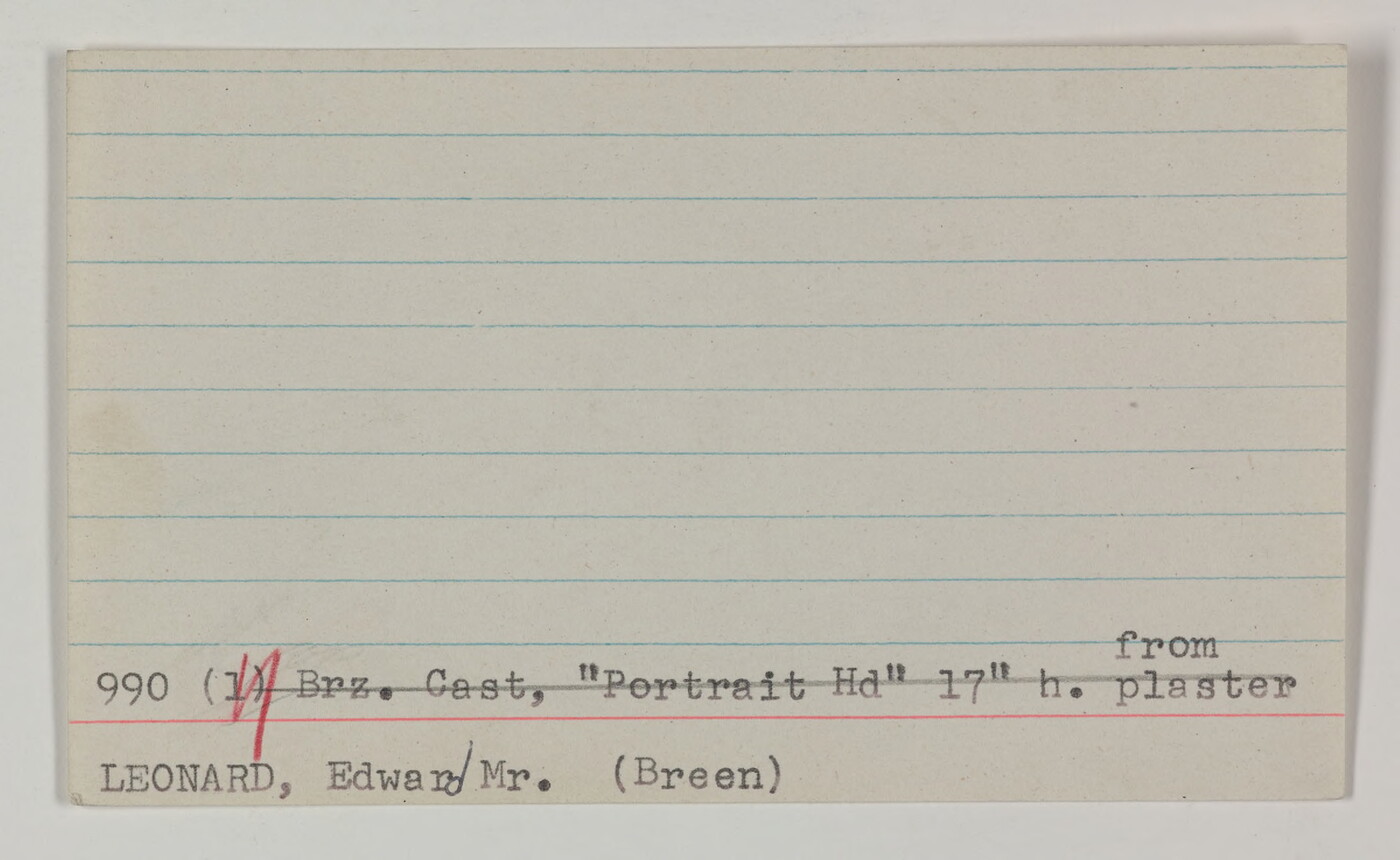 from
990 (1) Brz. Cast, "Portrait Hd" 17" h. plaster
LEONARD, Edward Mr. (Breen)